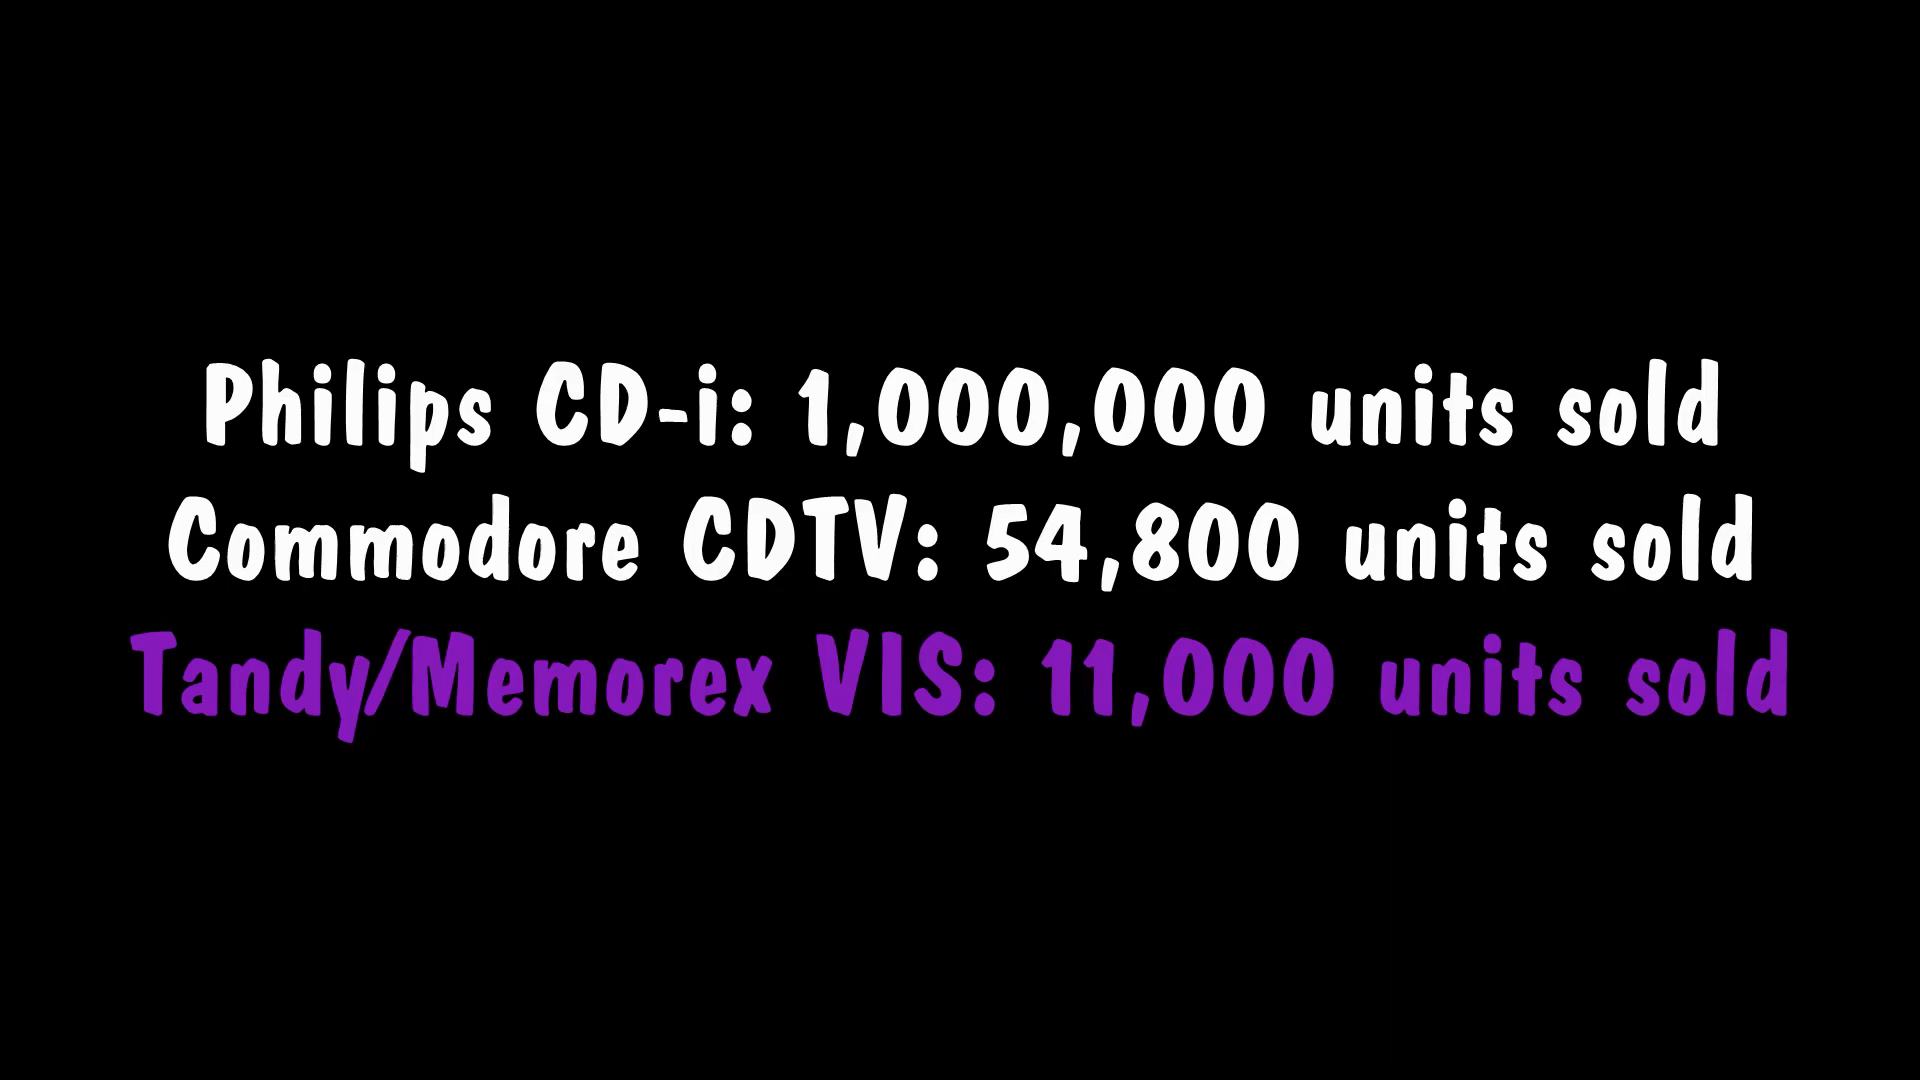 Philips CD-i: 1,000,000 units sold
Commodore CDTV: 54,800 units sold
Tandy/Memorex VIS: 11,000 units sold